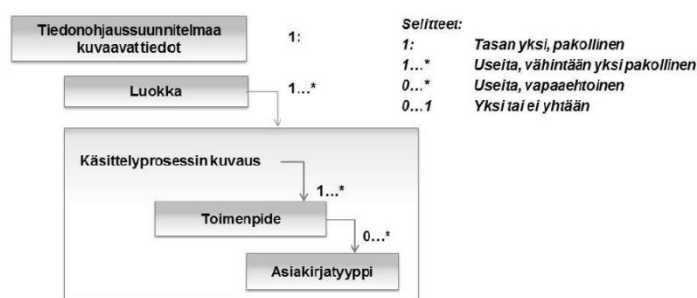 Tiedonohjaussuunnitelmaa
kuvaavat tiedot
1:
Luokka
1...*
Käsittelyprosessin kuvaus
1...*
Toimenpide
0...*
Asiakirjatyyppi
Selitteet:
1: Tasan yksi, pakollinen
1...* Useita, vähintään yksi pakollinen
0...* Useita, vapaaehtoinen
0...1 Yksi tai ei yhtään